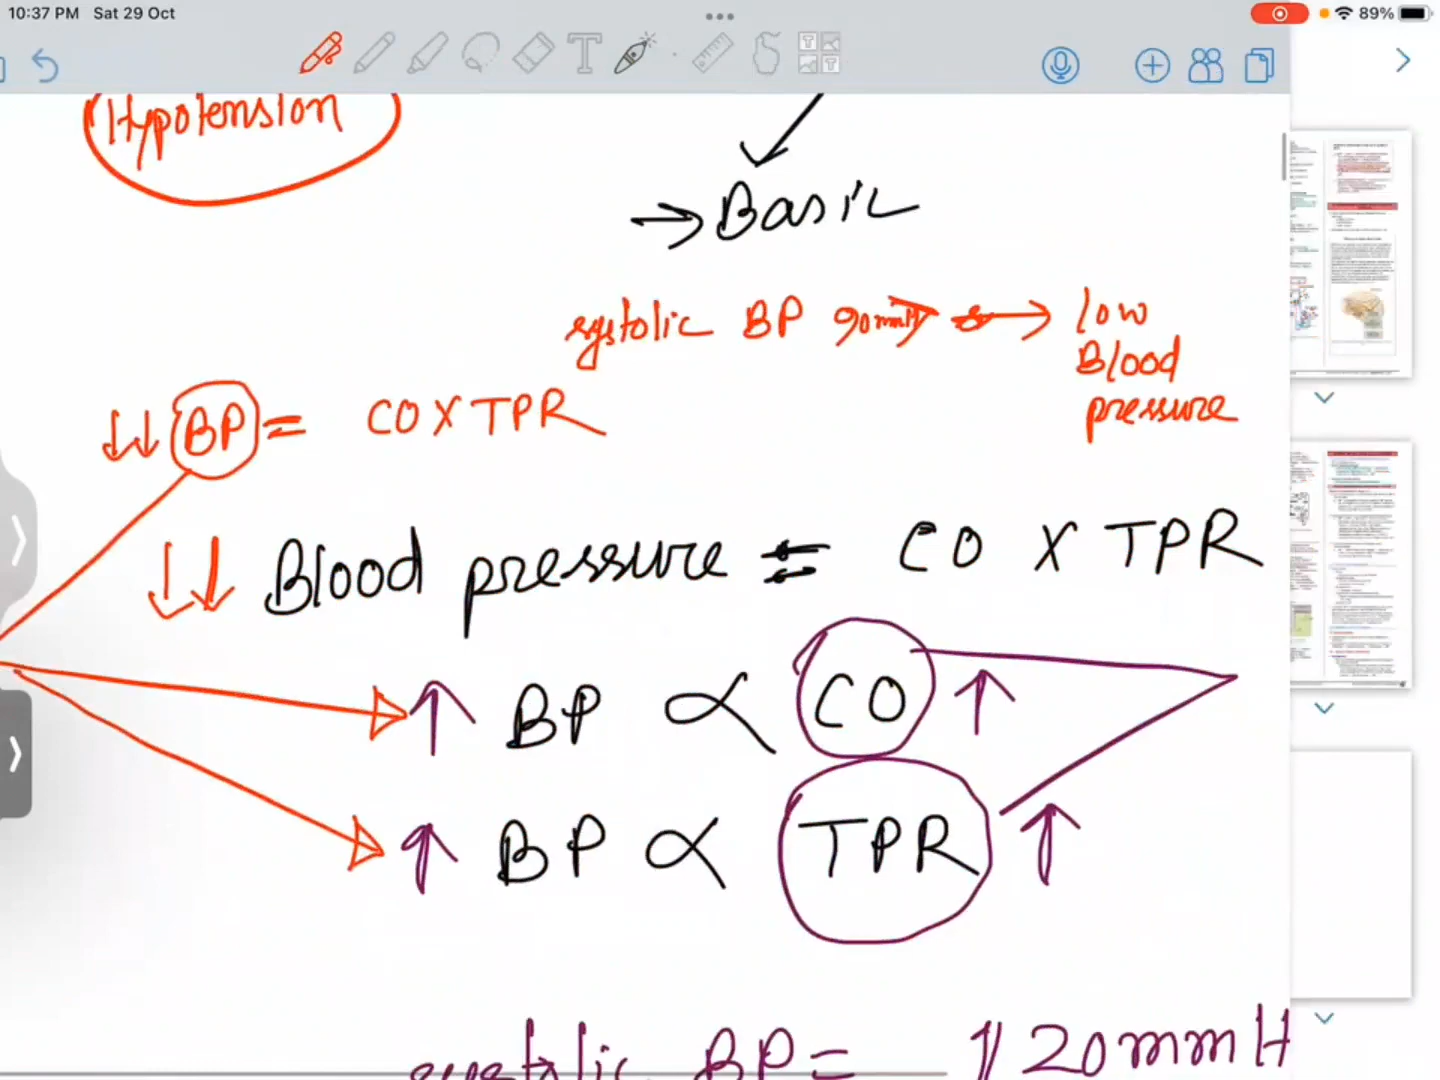 10:37 PM Sat 29 Oct
89%
Hypotension
→ Basic
systolic BP 90mmH → low
Blood
pressure
↓↓ BP = CO X TPR
↓↓ Blood pressure = CO X TPR
↑ BP ∝ CO ↑
↑ BP ∝ TPR ↑
systolic BP = 120mmH